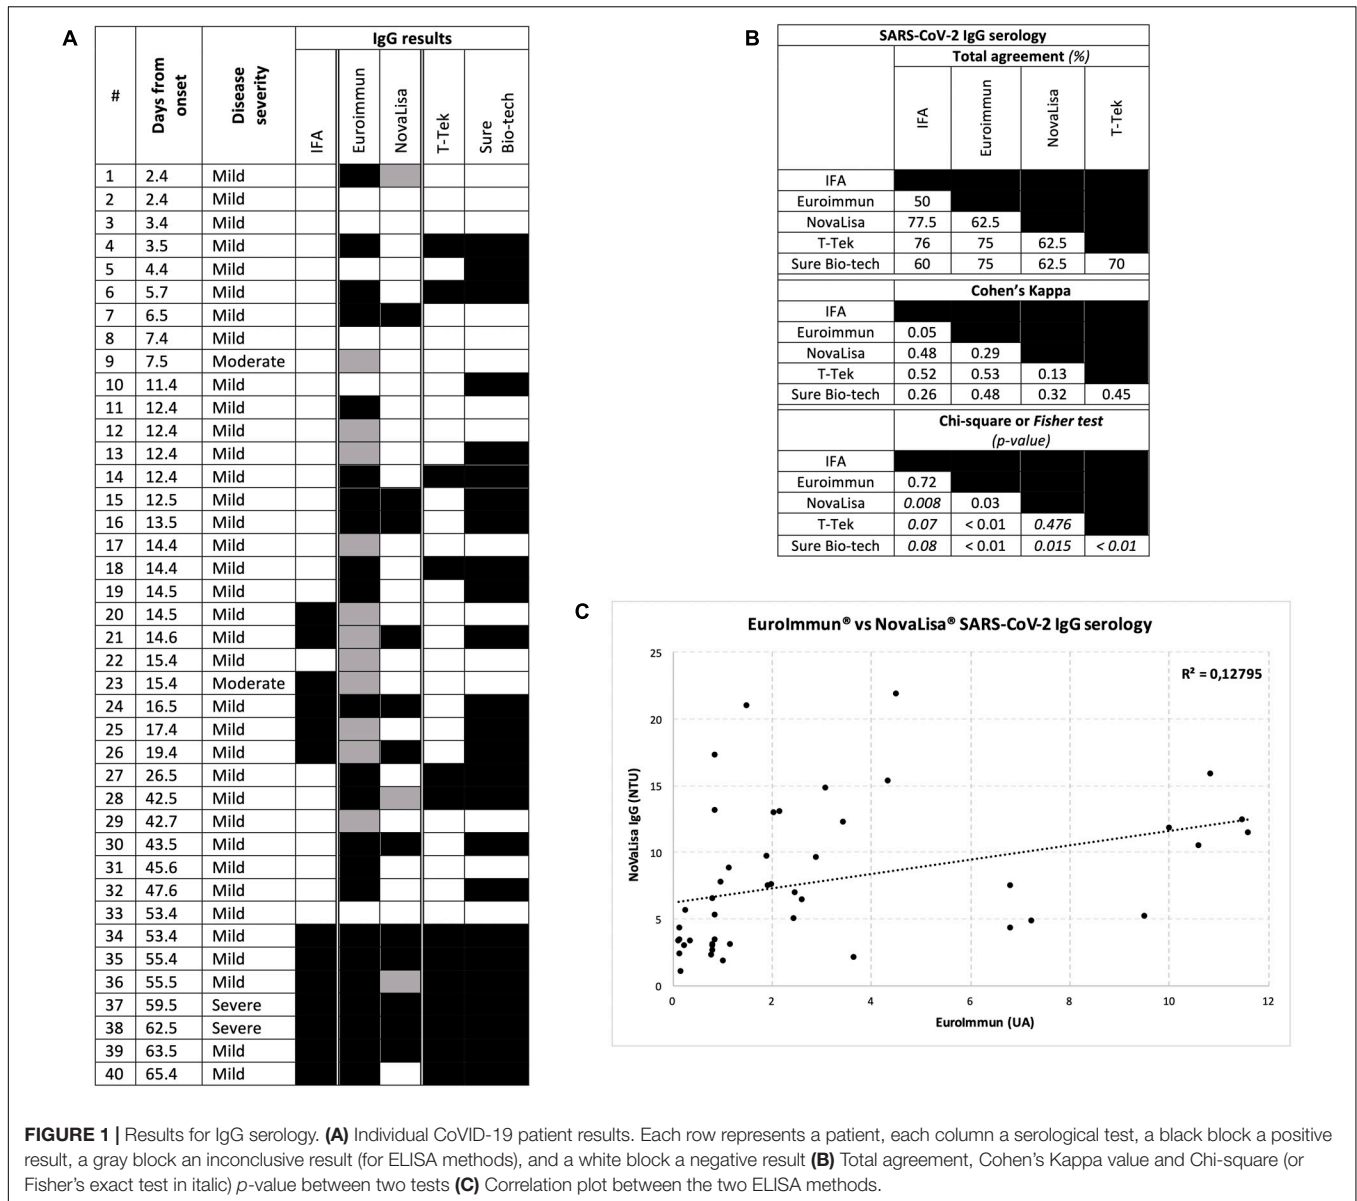 A
IgG results
# Days from onset Disease severity IFA Euroimmun NovaLisa T-Tek Sure Bio-tech
1 2.4 Mild
2 2.4 Mild
3 3.4 Mild
4 3.5 Mild
5 4.4 Mild
6 5.7 Mild
7 6.5 Mild
8 7.4 Mild
9 7.5 Moderate
10 11.4 Mild
11 12.4 Mild
12 12.4 Mild
13 12.4 Mild
14 12.4 Mild
15 12.5 Mild
16 13.5 Mild
17 14.4 Mild
18 14.4 Mild
19 14.5 Mild
20 14.5 Mild
21 14.6 Mild
22 15.4 Mild
23 15.4 Moderate
24 16.5 Mild
25 17.4 Mild
26 19.4 Mild
27 26.5 Mild
28 42.5 Mild
29 42.7 Mild
30 43.5 Mild
31 45.6 Mild
32 47.6 Mild
33 53.4 Mild
34 53.4 Mild
35 55.4 Mild
36 55.5 Mild
37 59.5 Severe
38 62.5 Severe
39 63.5 Mild
40 65.4 Mild
B
SARS-CoV-2 IgG serology
Total agreement (%)
IFA Euroimmun NovaLisa T-Tek
IFA
Euroimmun 50
NovaLisa 77.5 62.5
T-Tek 76 75 62.5
Sure Bio-tech 60 75 62.5 70
Cohen's Kappa
IFA
Euroimmun 0.05
NovaLisa 0.48 0.29
T-Tek 0.52 0.53 0.13
Sure Bio-tech 0.26 0.48 0.32 0.45
Chi-square or Fisher test
(p-value)
IFA
Euroimmun 0.72
NovaLisa 0.008 0.03
T-Tek 0.07 < 0.01 0.476
Sure Bio-tech 0.08 < 0.01 0.015 < 0.01
C
EuroImmun® vs NovaLisa® SARS-CoV-2 IgG serology
R² = 0,12795
NoVaLisa IgG (NTU)
25
20
15
10
5
0
0 2 4 6 8 10 12
EuroImmun (UA)
FIGURE 1 | Results for IgG serology. (A) Individual CoVID-19 patient results. Each row represents a patient, each column a serological test, a black block a positive
result, a gray block an inconclusive result (for ELISA methods), and a white block a negative result (B) Total agreement, Cohen's Kappa value and Chi-square (or
Fisher's exact test in italic) p-value between two tests (C) Correlation plot between the two ELISA methods.